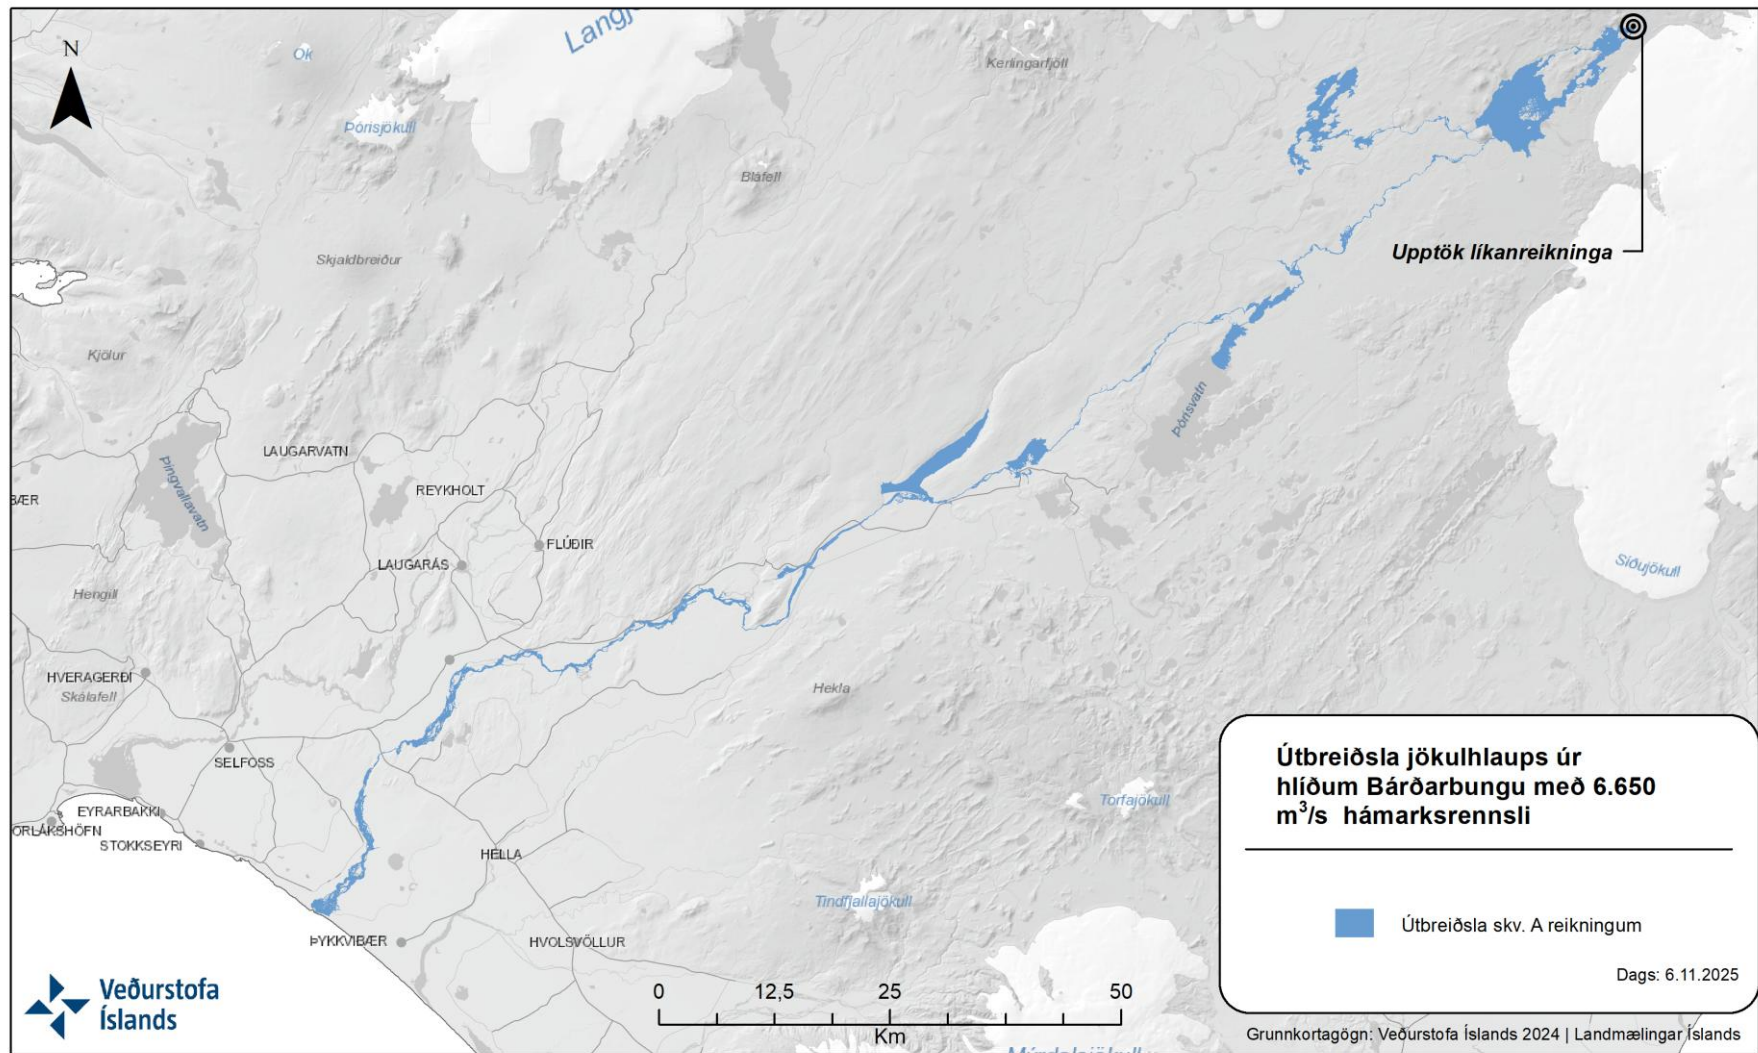 Langj
N
Ok
Kerlingarfjöll
Þórisjökull
Bláfell
Upptök líkanreikninga
Skjaldbreiður
Kjölur
Þórisvatn
LAUGARVATN
Þingvallavatn
REYKHOLT
BÆR
FLÚÐIR
LAUGARÁS
Síðujökull
Hengill
HVERAGERÐI
Skálafell
Hekla
SELFOSS
Torfajökull
EYRARBAKKI
ORLÁKSHÖFN
STOKKSEYRI
HELLA
Tindfjallajökull
ÞYKKVIBÆR
HVOLSVÖLLUR
Útbreiðsla jökulhlaups úr
hlíðum Bárðarbungu með 6.650
m³/s hámarksrennsli
Útbreiðsla skv. A reikningum
Dags: 6.11.2025
Veðurstofa
Íslands
0 12,5 25 50
Km
Grunnkortagögn: Veðurstofa Íslands 2024 | Landmælingar Íslands